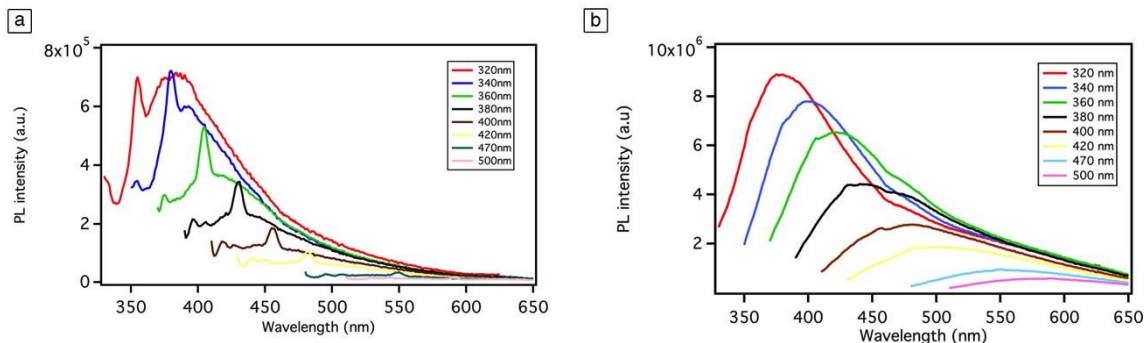 a
8x10⁵
6
4
2
0
PL intensity (a.u.)
320nm
340nm
360nm
380nm
400nm
420nm
470nm
500nm
350 400 450 500 550 600 650
Wavelength (nm)
b
10x10⁶
8
6
4
2
PL intensity (a.u)
320 nm
340 nm
360 nm
380 nm
400 nm
420 nm
470 nm
500 nm
350 400 450 500 550 600 650
Wavelength (nm)